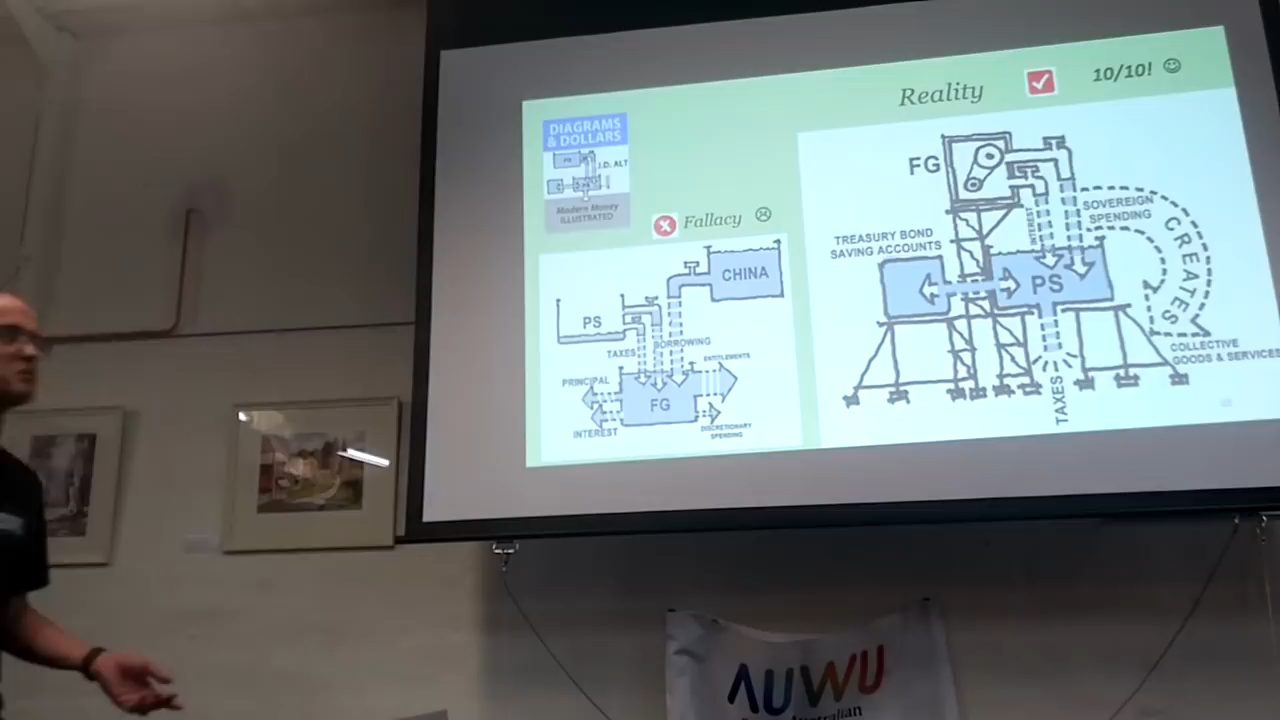 Reality
10/10!
DIAGRAMS
& DOLLARS
J.D. ALT
Modern Money
ILLUSTRATED
Fallacy
CHINA
PS
TAXES
BORROWING
ENTITLEMENTS
PRINCIPAL
FG
INTEREST
DISCRETIONARY
SPENDING
FG
INTEREST
SOVEREIGN
SPENDING
CREATES
TREASURY BOND
SAVING ACCOUNTS
PS
COLLECTIVE
GOODS & SERVICES
TAXES
AUWU
Australian